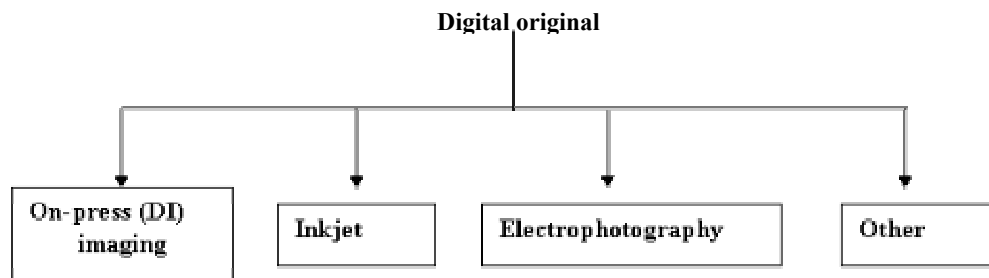 Digital original
On-press (DI)
imaging
Inkjet
Electrophotography
Other